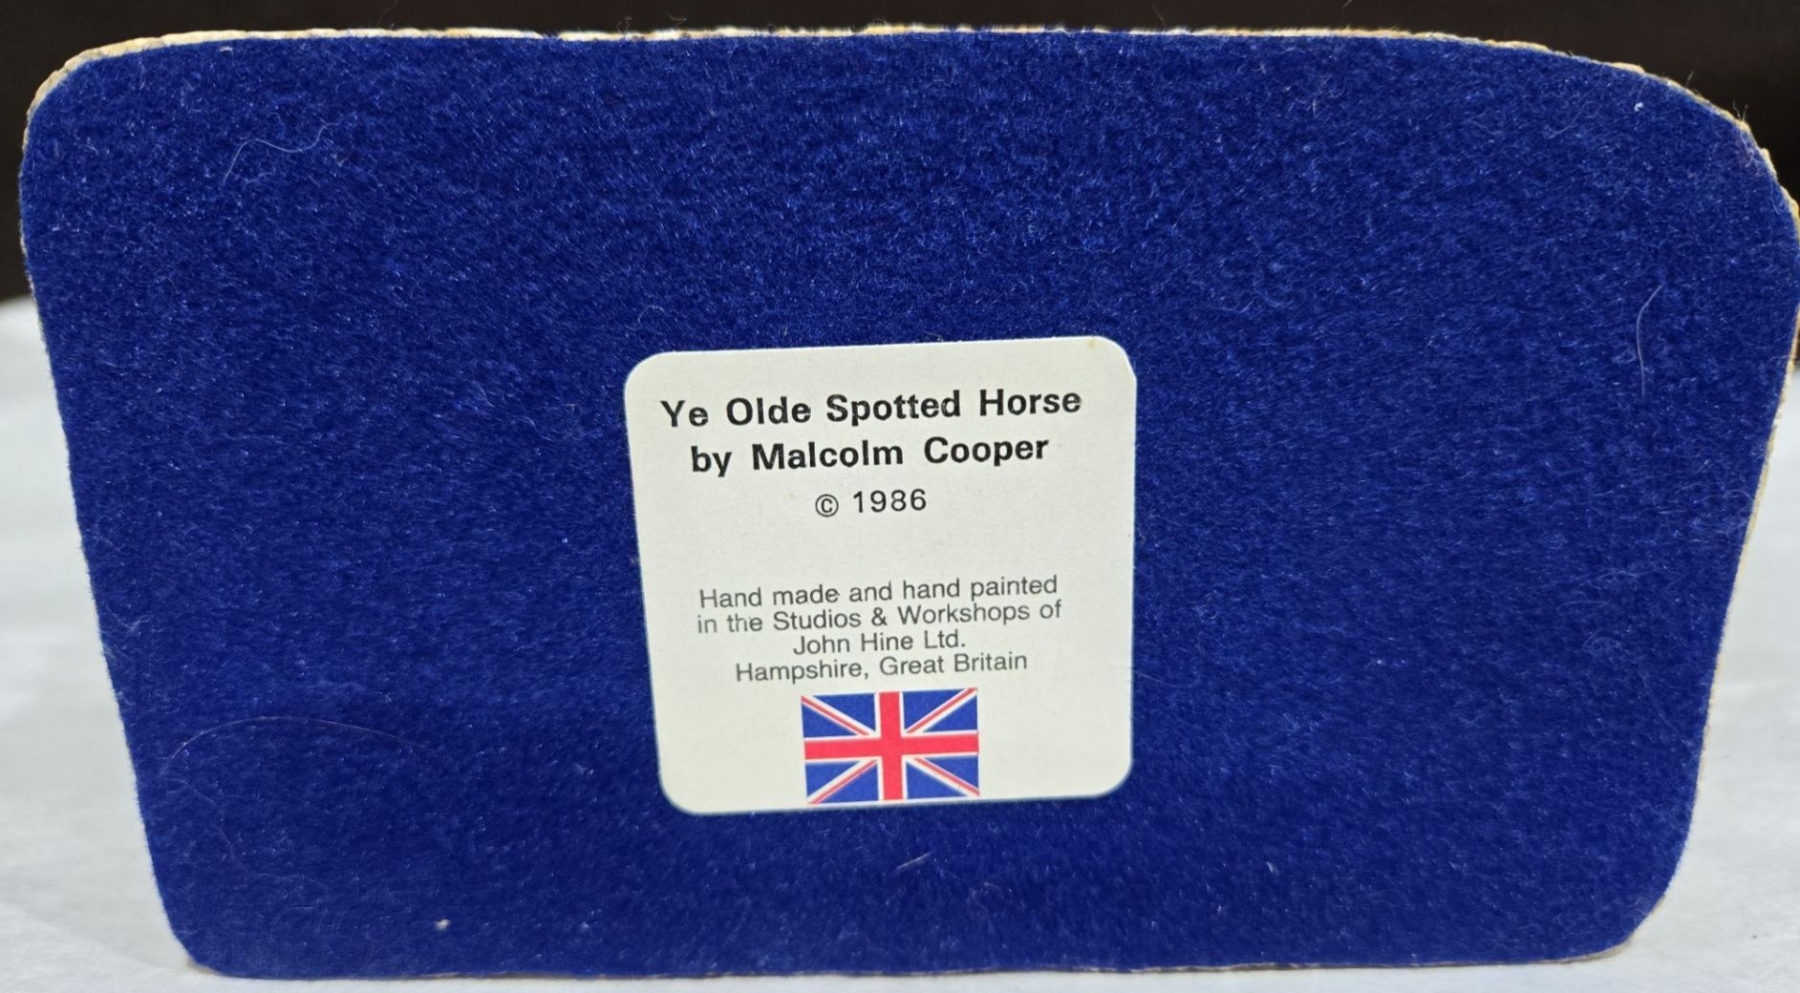 Ye Olde Spotted Horse
by Malcolm Cooper
© 1986
Hand made and hand painted
in the Studios & Workshops of
John Hine Ltd.
Hampshire, Great Britain